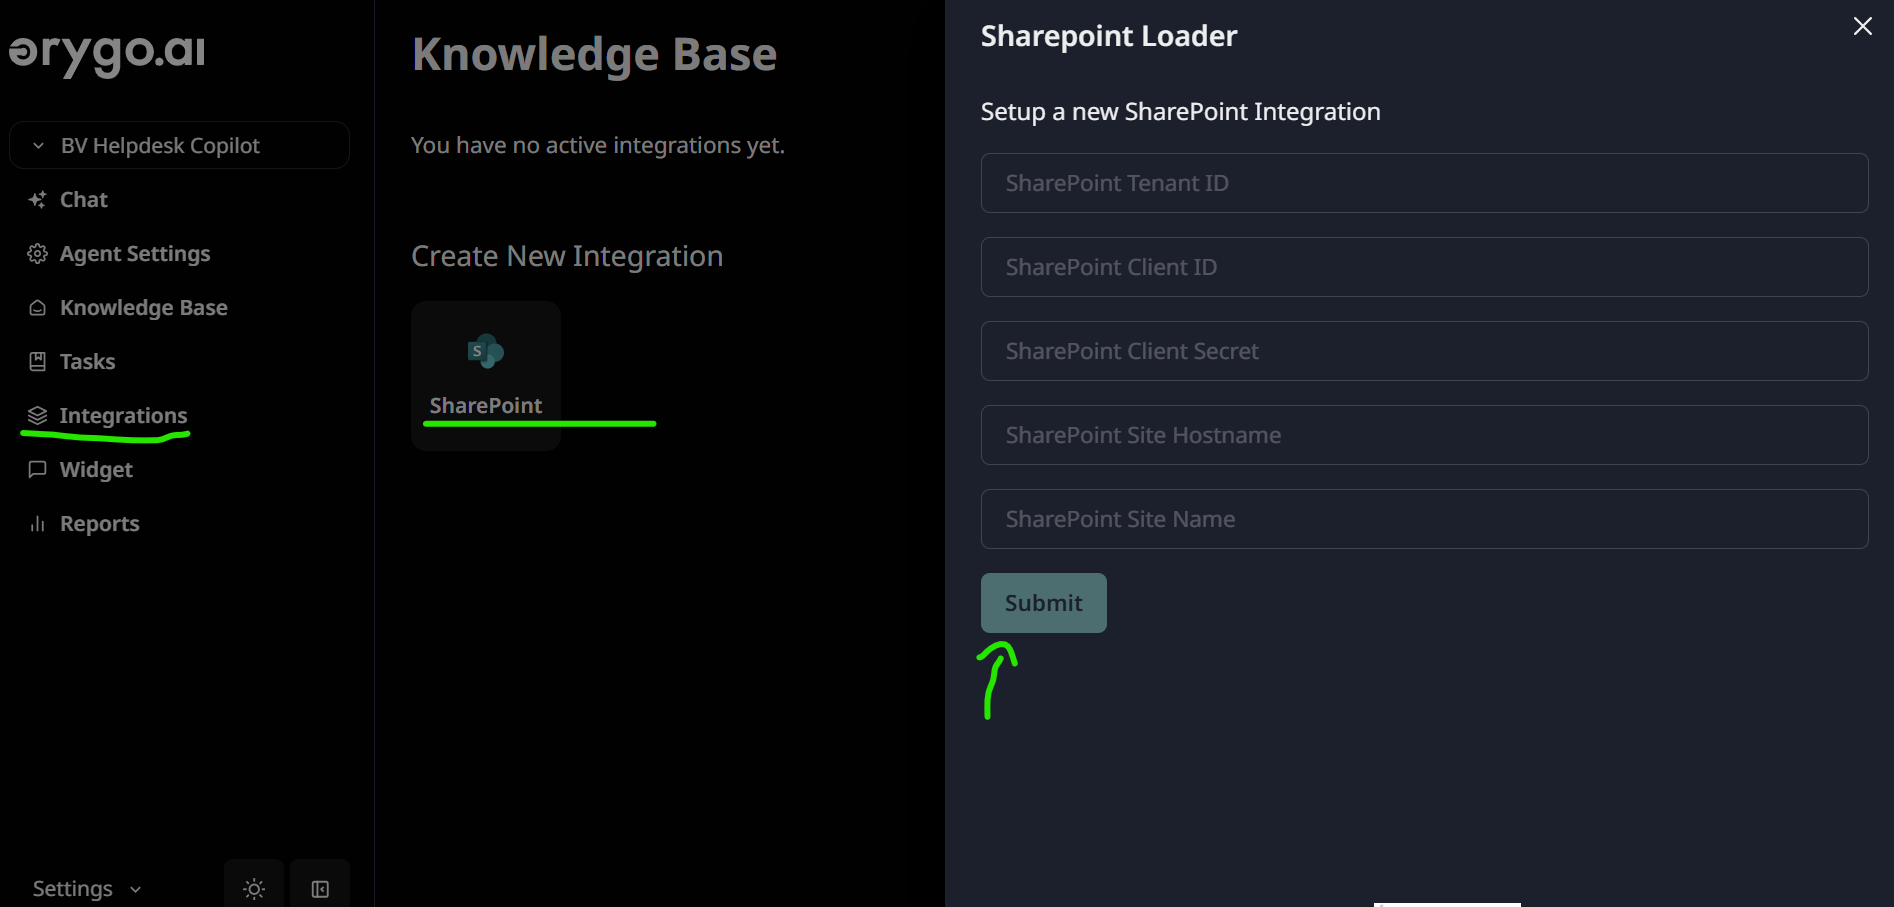 ərygo.aı
BV Helpdesk Copilot
Chat
Agent Settings
Knowledge Base
Tasks
Integrations
Widget
Reports
Settings
Knowledge Base
You have no active integrations yet.
Create New Integration
S
SharePoint
Sharepoint Loader
Setup a new SharePoint Integration
SharePoint Tenant ID
SharePoint Client ID
SharePoint Client Secret
SharePoint Site Hostname
SharePoint Site Name
Submit